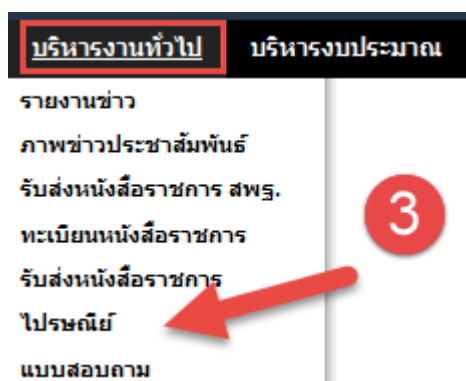 บริหารงานทั่วไป บริหารงบประมาณ
รายงานข่าว
ภาพข่าวประชาสัมพันธ์
รับส่งหนังสือราชการ สพฐ.
ทะเบียนหนังสือราชการ
3
รับส่งหนังสือราชการ
ไปรษณีย์
แบบสอบถาม